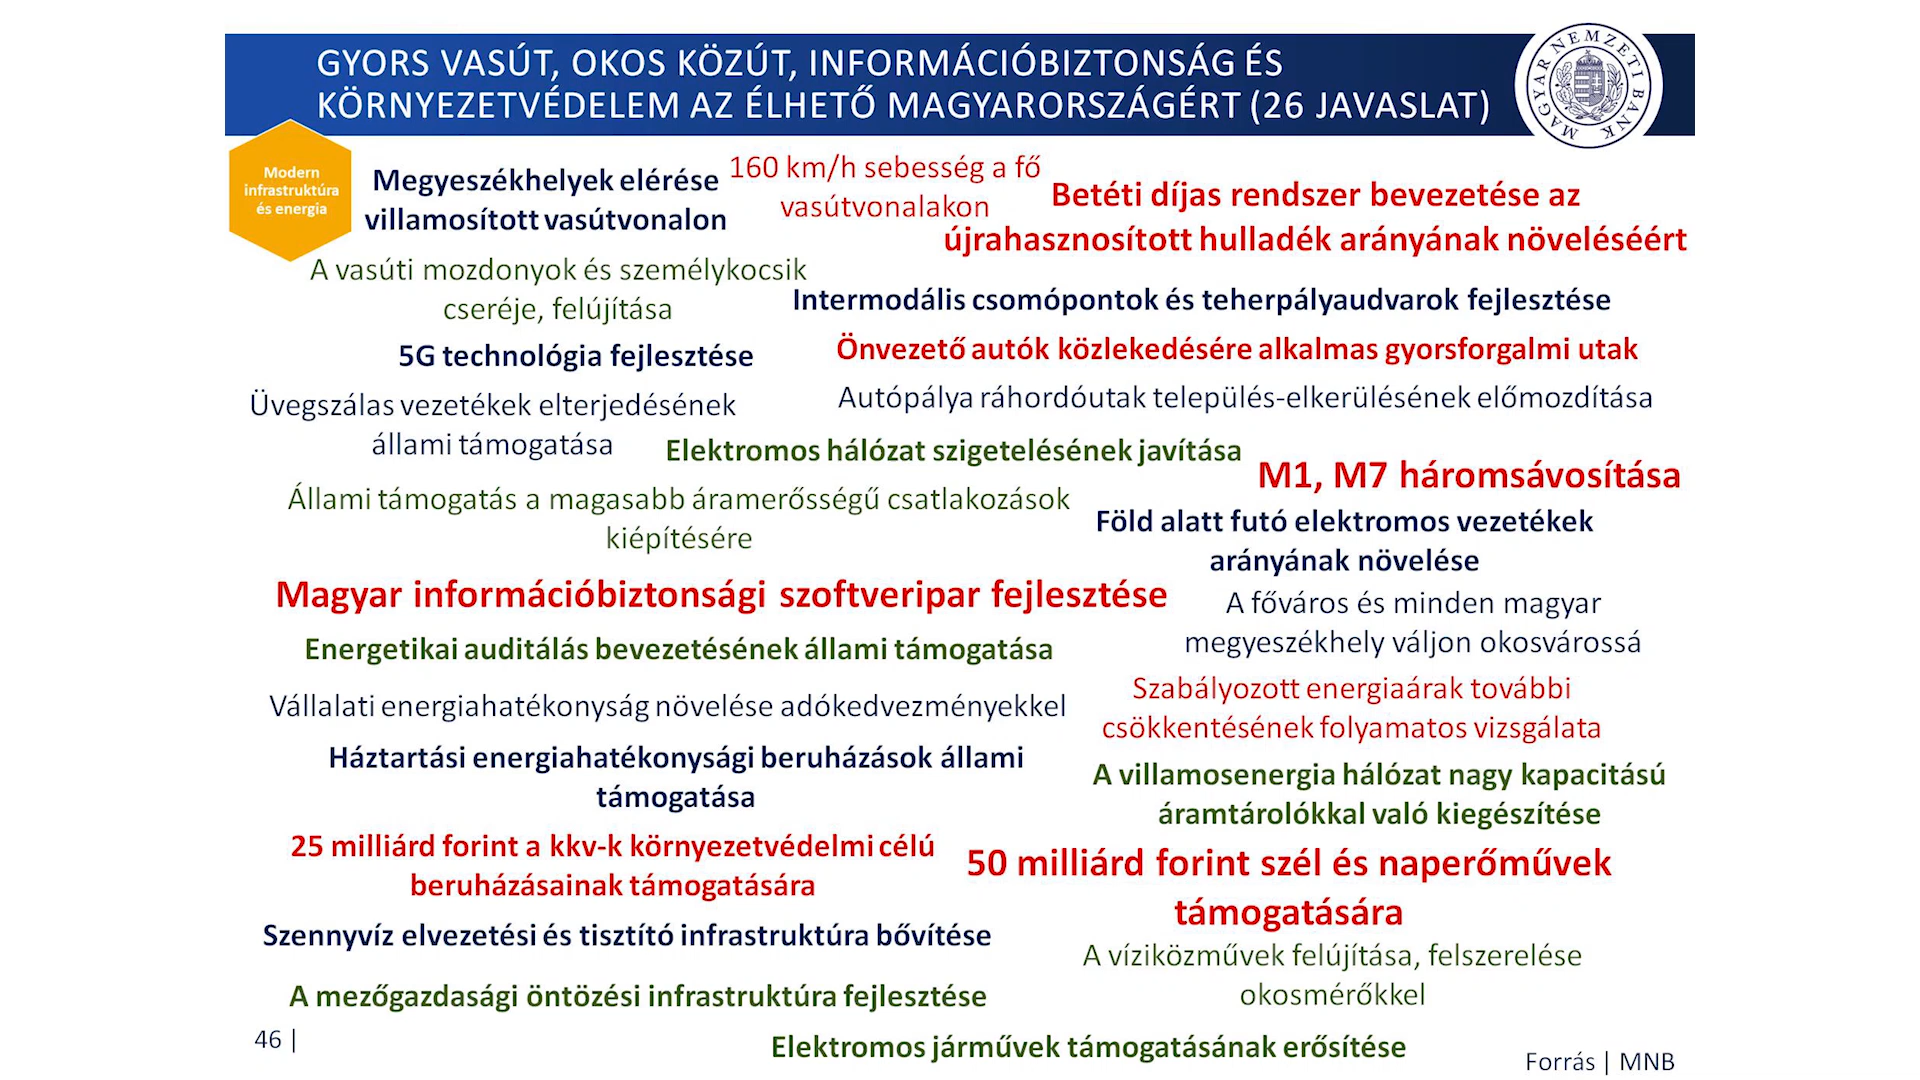 GYORS VASÚT, OKOS KÖZÚT, INFORMÁCIÓBIZTONSÁG ÉS
KÖRNYEZETVÉDELEM AZ ÉLHETŐ MAGYARORSZÁGÉRT (26 JAVASLAT)
MAGYAR NEMZETI BANK
Modern
infrastruktúra
és energia
Megyeszékhelyek elérése
villamosított vasútvonalon
160 km/h sebesség a fő
vasútvonalakon
Betéti díjas rendszer bevezetése az
újrahasznosított hulladék arányának növeléséért
A vasúti mozdonyok és személykocsik
cseréje, felújítása
Intermodális csomópontok és teherpályaudvarok fejlesztése
5G technológia fejlesztése
Önvezető autók közlekedésére alkalmas gyorsforgalmi utak
Üvegszálas vezetékek elterjedésének
állami támogatása
Autópálya ráhordóutak település-elkerülésének előmozdítása
Elektromos hálózat szigetelésének javítása
M1, M7 háromsávosítása
Állami támogatás a magasabb áramerősségű csatlakozások
kiépítésére
Föld alatt futó elektromos vezetékek
arányának növelése
Magyar információbiztonsági szoftveripar fejlesztése
A főváros és minden magyar
megyeszékhely váljon okosvárossá
Energetikai auditálás bevezetésének állami támogatása
Szabályozott energiaárak további
csökkentésének folyamatos vizsgálata
Vállalati energiahatékonyság növelése adókedvezményekkel
Háztartási energiahatékonysági beruházások állami
támogatása
A villamosenergia hálózat nagy kapacitású
áramtárolókkal való kiegészítése
25 milliárd forint a kkv-k környezetvédelmi célú
beruházásainak támogatására
50 milliárd forint szél és naperőművek
támogatására
Szennyvíz elvezetési és tisztító infrastruktúra bővítése
A víziközművek felújítása, felszerelése
okosmérőkkel
A mezőgazdasági öntözési infrastruktúra fejlesztése
Elektromos járművek támogatásának erősítése
46 |
Forrás | MNB